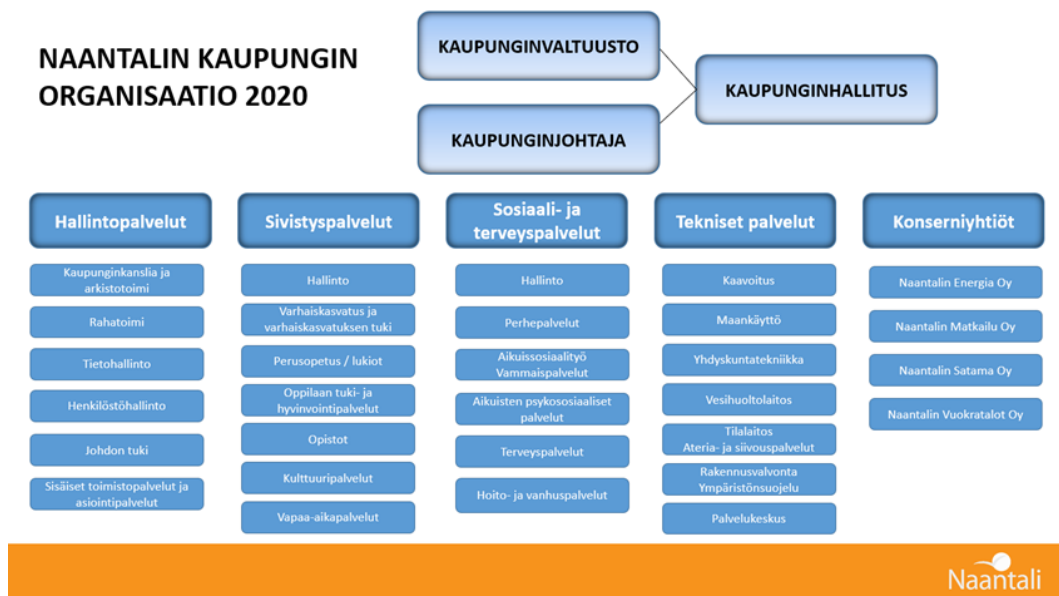 NAANTALIN KAUPUNGIN
ORGANISAATIO 2020
KAUPUNGINVALTUUSTO
KAUPUNGINHALLITUS
KAUPUNGINJOHTAJA
Hallintopalvelut
Kaupunginkanslia ja
arkistotoimi
Rahatoimi
Tietohallinto
Henkilöstöhallinto
Johdon tuki
Sisäiset toimistopalvelut ja
asiointipalvelut
Sivistyspalvelut
Hallinto
Varhaiskasvatus ja
varhaiskasvatuksen tuki
Perusopetus / lukiot
Oppilaan tuki- ja
hyvinvointipalvelut
Opistot
Kulttuuripalvelut
Vapaa-aikapalvelut
Sosiaali- ja
terveyspalvelut
Hallinto
Perhepalvelut
Aikuissosiaalityö
Vammaispalvelut
Aikuisten psykososiaaliset
palvelut
Terveyspalvelut
Hoito- ja vanhuspalvelut
Tekniset palvelut
Kaavoitus
Maankäyttö
Yhdyskuntatekniikka
Vesihuoltolaitos
Tilalaitos
Ateria- ja siivouspalvelut
Rakennusvalvonta
Ympäristönsuojelu
Palvelukeskus
Konserniyhtiöt
Naantalin Energia Oy
Naantalin Matkailu Oy
Naantalin Satama Oy
Naantalin Vuokratalot Oy
Naantali